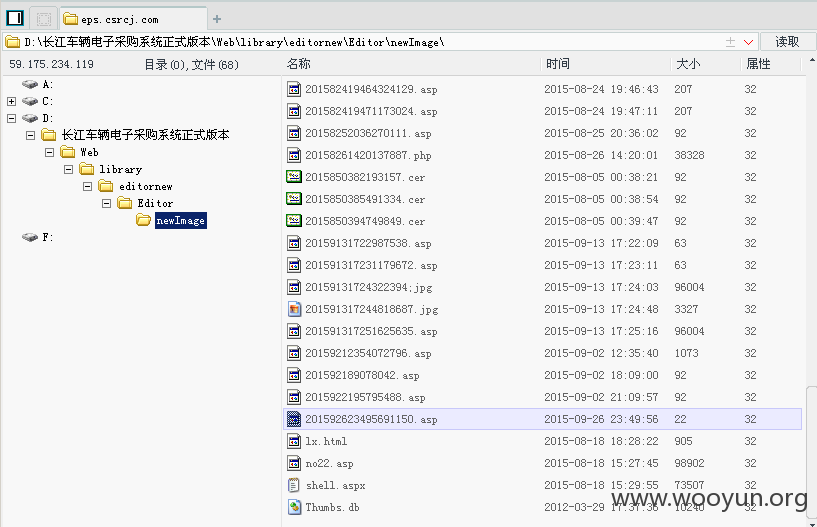 eps.csrcj.com
D:\长江车辆电子采购系统正式版本\Web\library\editornew\Editor\newImage\ 读取
59.175.234.119 目录(0),文件(68) 名称 时间 大小 属性
A:
C:
D:
长江车辆电子采购系统正式版本
Web
library
editornew
Editor
newImage
F:
201582419464324129.asp 2015-08-24 19:46:43 207 32
201582419471173024.asp 2015-08-24 19:47:11 207 32
20158252036270111.asp 2015-08-25 20:36:02 92 32
20158261420137887.php 2015-08-26 14:20:01 38328 32
2015850382193157.cer 2015-08-05 00:38:21 92 32
2015850385491334.cer 2015-08-05 00:38:54 92 32
2015850394749849.cer 2015-08-05 00:39:47 92 32
20159131722987538.asp 2015-09-13 17:22:09 63 32
201591317231179672.asp 2015-09-13 17:23:11 63 32
20159131724322394;jpg 2015-09-13 17:24:03 96004 32
201591317244818687.jpg 2015-09-13 17:24:48 3327 32
201591317251625635.asp 2015-09-13 17:25:16 96004 32
20159212354072796.asp 2015-09-02 12:35:40 1073 32
201592189078042.asp 2015-09-02 18:09:00 92 32
20159221957954​88.asp 2015-09-02 21:09:57 92 32
201592623495691150.asp 2015-09-26 23:49:56 22 32
lx.html 2015-08-18 18:28:22 905 32
no22.asp 2015-08-18 15:27:45 98902 32
shell.aspx 2015-08-18 15:29:55 73507 32
Thumbs.db 2012-03-29 17:37:36 10240 32
www.wooyun.org